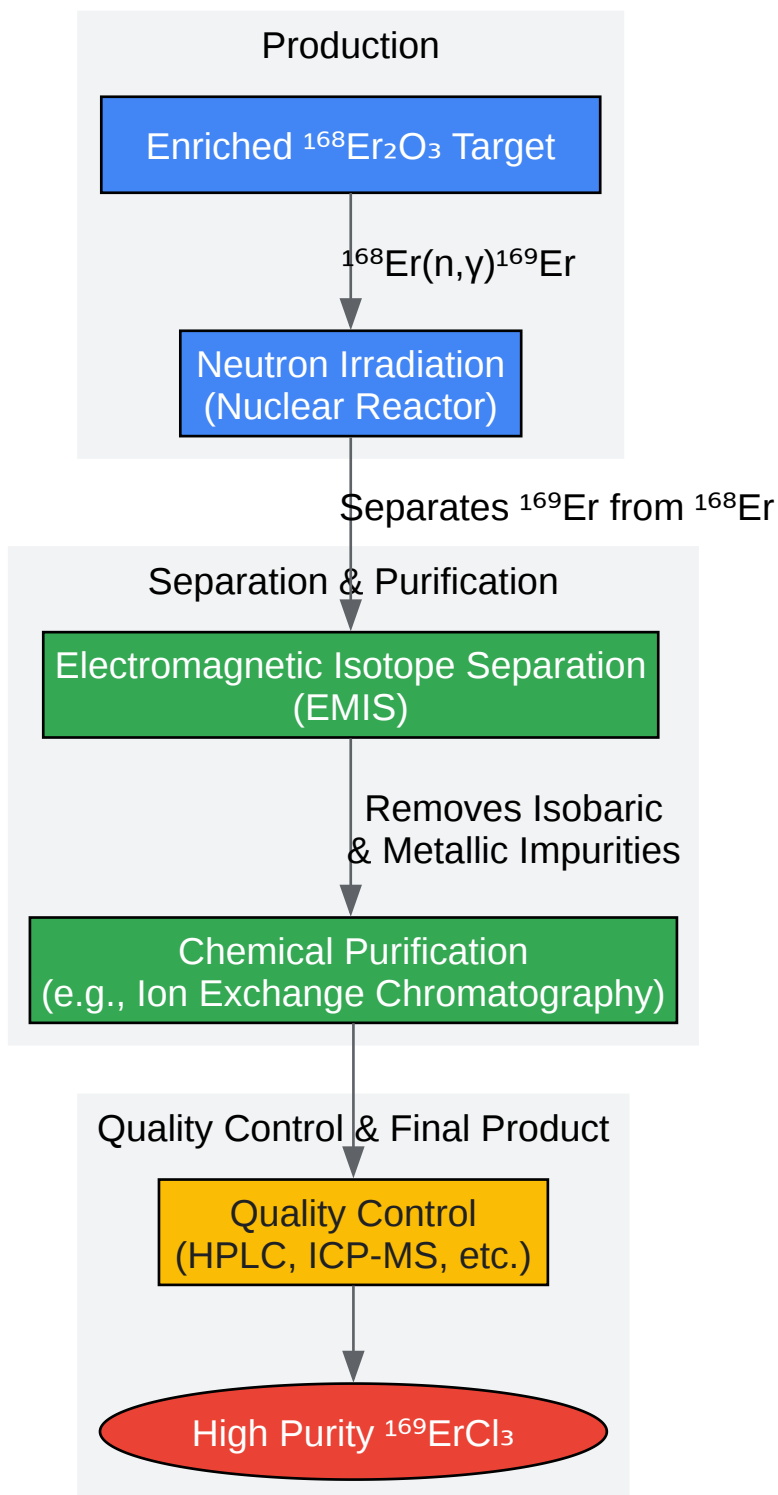 Production
Enriched ¹⁶⁸Er₂O₃ Target
¹⁶⁸Er(n,γ)¹⁶⁹Er
Neutron Irradiation
(Nuclear Reactor)
Separates ¹⁶⁹Er from ¹⁶⁸Er
Separation & Purification
Electromagnetic Isotope Separation
(EMIS)
Removes Isobaric
& Metallic Impurities
Chemical Purification
(e.g., Ion Exchange Chromatography)
Quality Control & Final Product
Quality Control
(HPLC, ICP-MS, etc.)
High Purity ¹⁶⁹ErCl₃